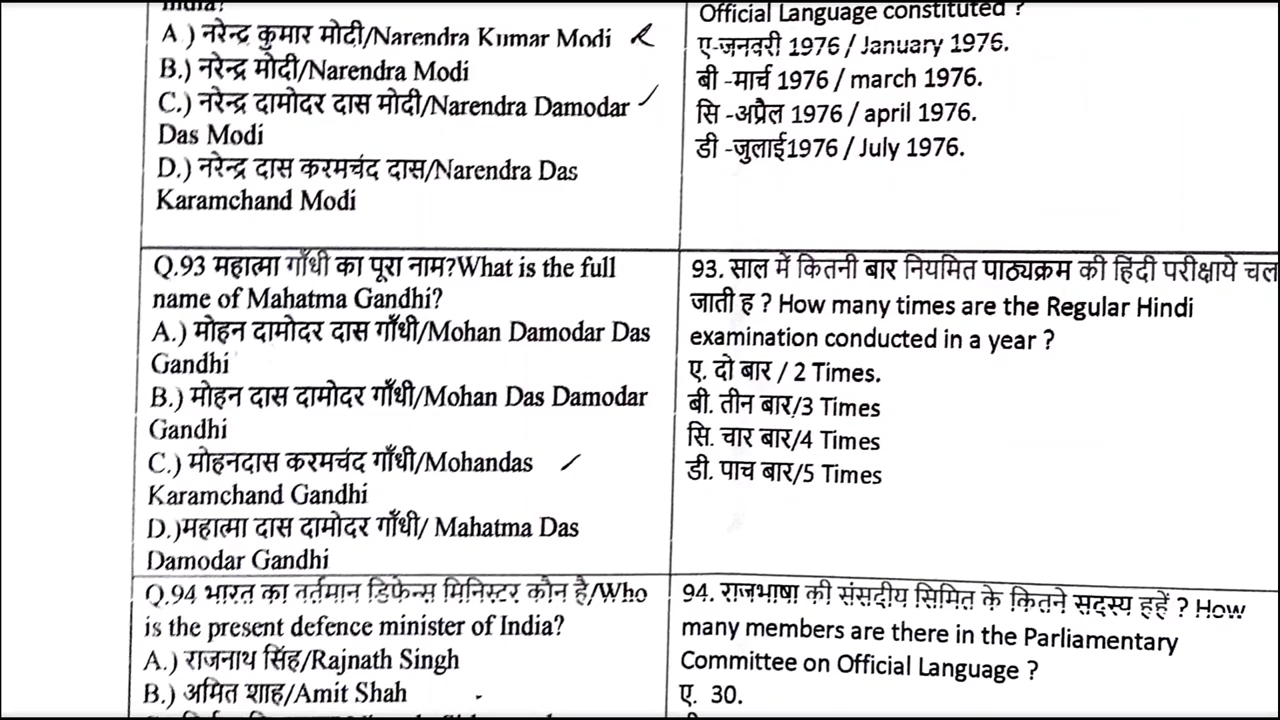 India?
A.) नरेन्द्र कुमार मोदी/Narendra Kumar Modi
B.) नरेन्द्र मोदी/Narendra Modi
C.) नरेन्द्र दामोदर दास मोदी/Narendra Damodar
Das Modi
D.) नरेन्द्र दास करमचंद दास/Narendra Das
Karamchand Modi
Q.93 महात्मा गाँधी का पूरा नाम?What is the full
name of Mahatma Gandhi?
A.) मोहन दामोदर दास गाँधी/Mohan Damodar Das
Gandhi
B.) मोहन दास दामोदर गाँधी/Mohan Das Damodar
Gandhi
C.) मोहनदास करमचंद गाँधी/Mohandas
Karamchand Gandhi
D.)महात्मा दास दामोदर गाँधी/ Mahatma Das
Damodar Gandhi
Q.94 भारत का वर्तमान डिफेन्स मिनिस्टर कौन है/Who
is the present defence minister of India?
A.) राजनाथ सिंह/Rajnath Singh
B.) अमित शाह/Amit Shah
Official Language constituted ?
ए-जनवरी 1976 / January 1976.
बी -मार्च 1976 / march 1976.
सि -अप्रैल 1976 / april 1976.
डी -जुलाई1976 / July 1976.
93. साल में कितनी बार नियमित पाठ्यक्रम की हिंदी परीक्षाये चल
जाती ह ? How many times are the Regular Hindi
examination conducted in a year ?
ए. दो बार / 2 Times.
बी. तीन बार/3 Times
सि. चार बार/4 Times
डी. पाच बार/5 Times
94. राजभाषा की संसदीय सिमित के कितने सदस्य हहें ? How
many members are there in the Parliamentary
Committee on Official Language ?
ए. 30.